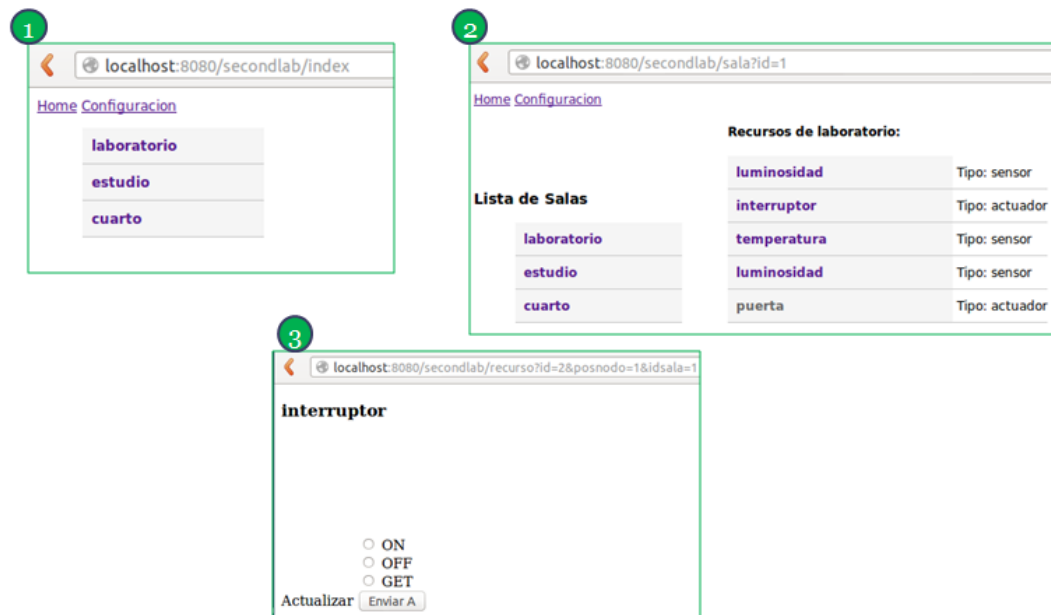 1
localhost:8080/secondlab/index
Home Configuracion
laboratorio
estudio
cuarto
2
localhost:8080/secondlab/sala?id=1
Home Configuracion
Lista de Salas
laboratorio
estudio
cuarto
Recursos de laboratorio:
luminosidad Tipo: sensor
interruptor Tipo: actuador
temperatura Tipo: sensor
luminosidad Tipo: sensor
puerta Tipo: actuador
3
localhost:8080/secondlab/recurso?id=2&posnodo=1&idsala=1
interruptor
ON
OFF
GET
Actualizar Enviar A